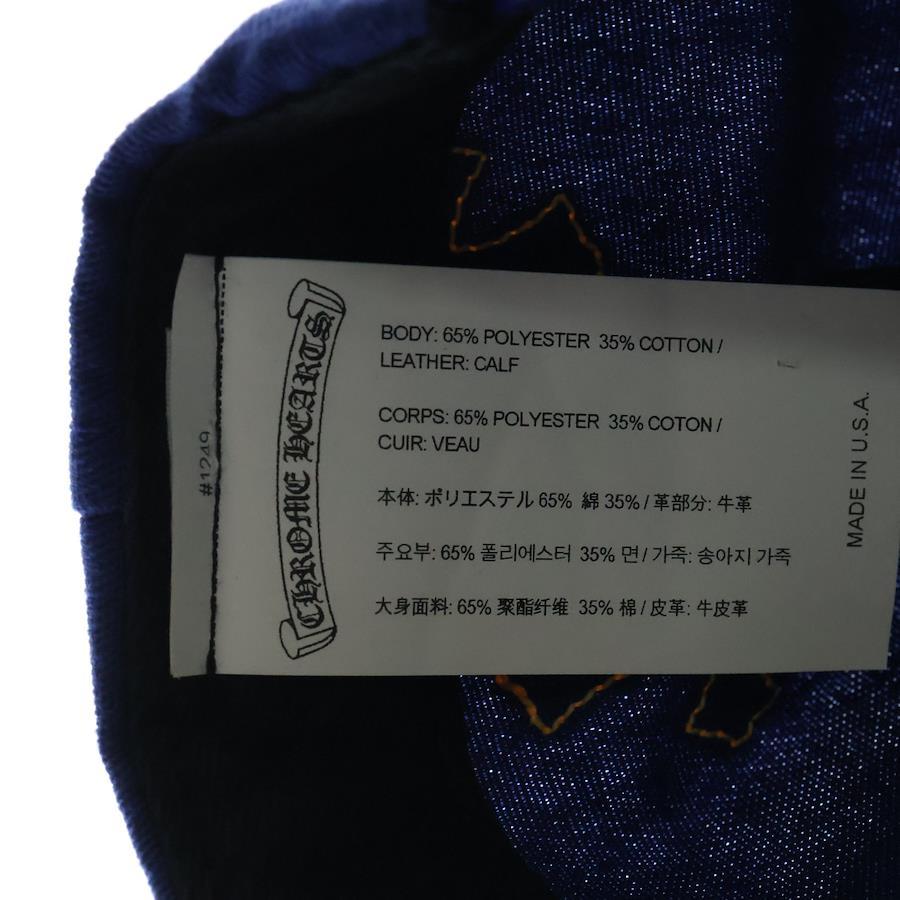 BODY: 65% POLYESTER 35% COTTON /
LEATHER: CALF
CORPS: 65% POLYESTER 35% COTON /
CUIR: VEAU
本体: ポリエステル 65% 綿 35% / 革部分: 牛革
주요부: 65% 폴리에스터 35% 면 / 가죽: 송아지 가죽
大身面料: 65% 聚酯纤维 35% 棉 / 皮革: 牛皮革
CHROME HEARTS
MADE IN U.S.A.
#1249